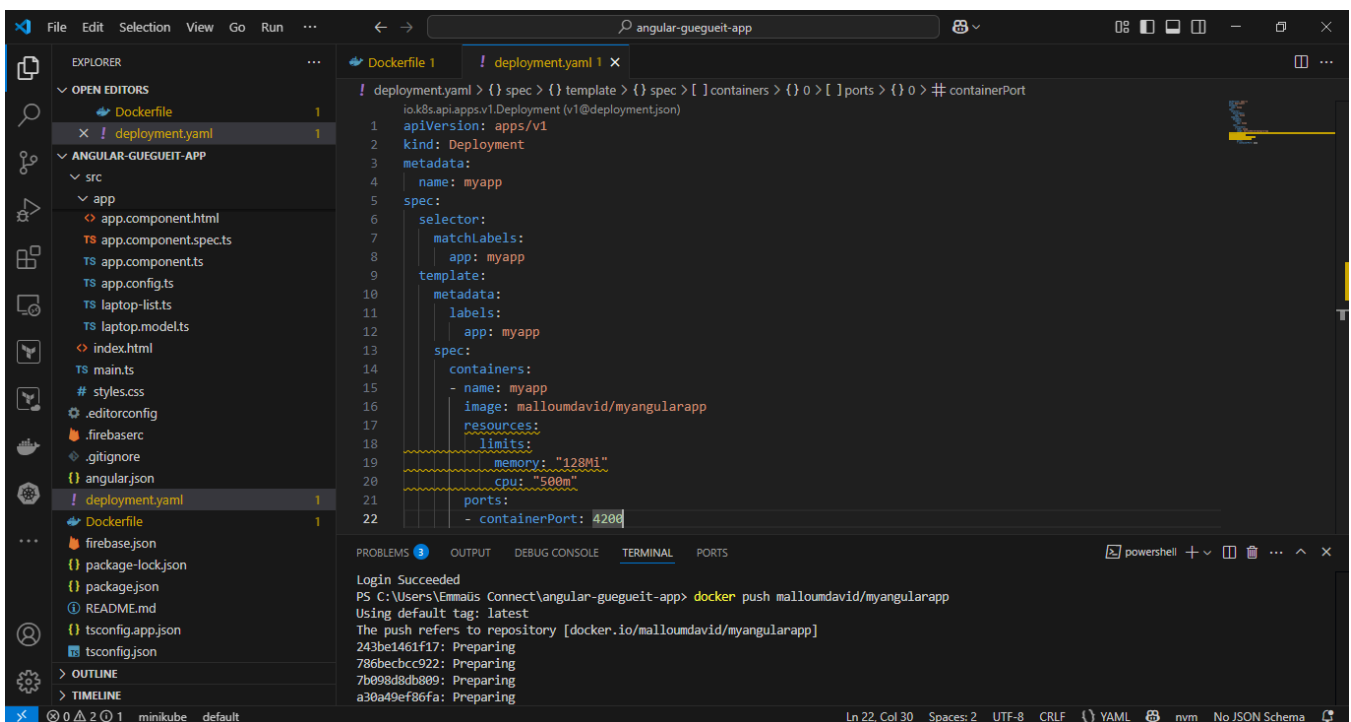 File Edit Selection View Go Run ··· angular-guegueit-app
EXPLORER ···
OPEN EDITORS
Dockerfile 1
! deployment.yaml 1
ANGULAR-GUEGUEIT-APP
src
app
<> app.component.html
TS app.component.spec.ts
TS app.component.ts
TS app.config.ts
TS laptop-list.ts
TS laptop.model.ts
<> index.html
TS main.ts
# styles.css
.editorconfig
.firebaserc
.gitignore
{} angular.json
! deployment.yaml 1
Dockerfile 1
firebase.json
{} package-lock.json
{} package.json
README.md
{} tsconfig.app.json
tsconfig.json
> OUTLINE
> TIMELINE
Dockerfile 1 ! deployment.yaml 1 ···
! deployment.yaml > {} spec > {} template > {} spec > [ ] containers > {} 0 > [ ] ports > {} 0 > # containerPort
io.k8s.api.apps.v1.Deployment (v1@deployment.json)
1 apiVersion: apps/v1
2 kind: Deployment
3 metadata:
4 name: myapp
5 spec:
6 selector:
7 matchLabels:
8 app: myapp
9 template:
10 metadata:
11 labels:
12 app: myapp
13 spec:
14 containers:
15 - name: myapp
16 image: malloumdavid/myangularapp
17 resources:
18 limits:
19 memory: "128Mi"
20 cpu: "500m"
21 ports:
22 - containerPort: 4200
PROBLEMS 3 OUTPUT DEBUG CONSOLE TERMINAL PORTS powershell ···
Login Succeeded
PS C:\Users\Emmaüs Connect\angular-guegueit-app> docker push malloumdavid/myangularapp
Using default tag: latest
The push refers to repository [docker.io/malloumdavid/myangularapp]
243be1461f17: Preparing
786becbcc922: Preparing
7b098d8db809: Preparing
a30a49ef86fa: Preparing
0 2 1 minikube default Ln 22, Col 30 Spaces: 2 UTF-8 CRLF {} YAML nvm No JSON Schema